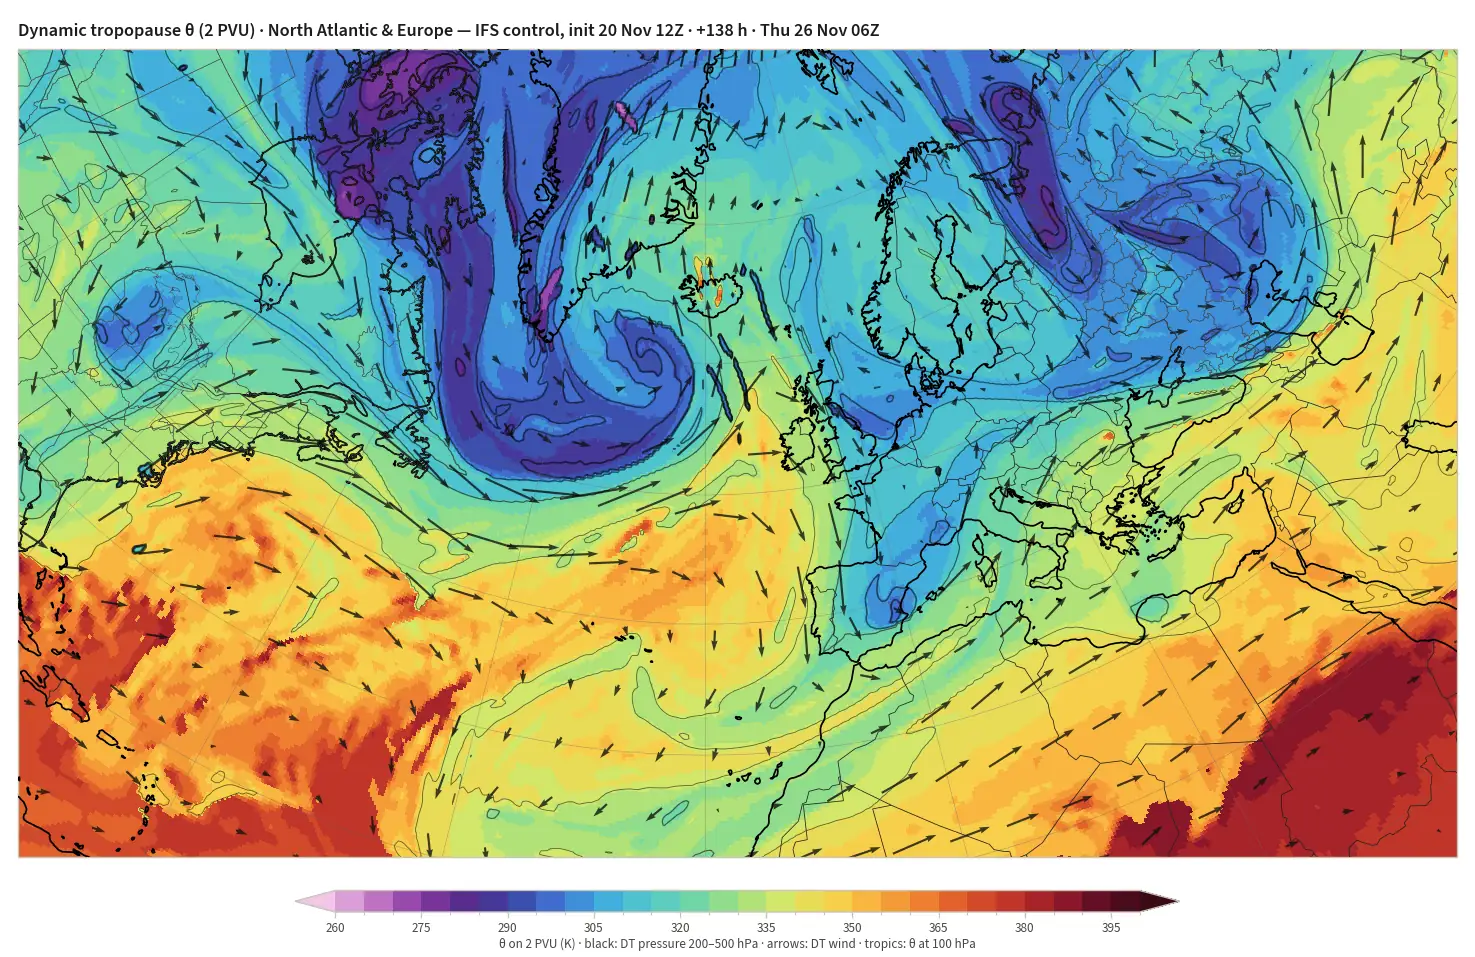 Dynamic tropopause θ (2 PVU) · North Atlantic & Europe — IFS control, init 20 Nov 12Z · +138 h · Thu 26 Nov 06Z
260 275 290 305 320 335 350 365 380 395
θ on 2 PVU (K) · black: DT pressure 200–500 hPa · arrows: DT wind · tropics: θ at 100 hPa